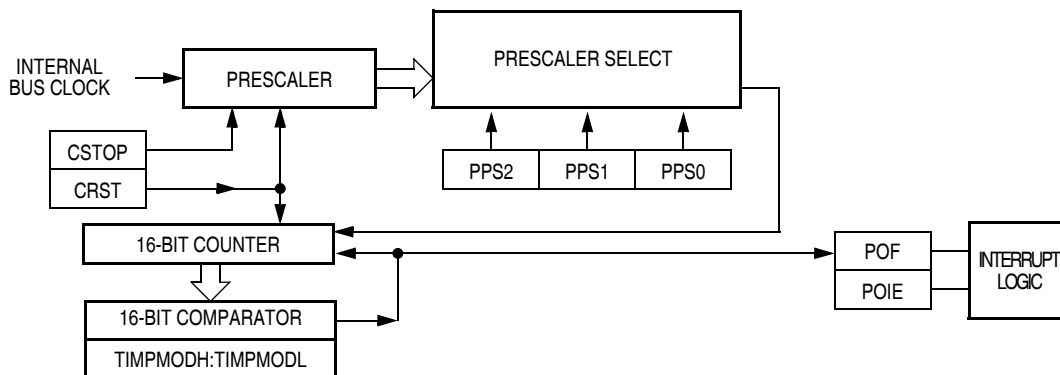 INTERNAL
BUS CLOCK
PRESCALER
PRESCALER SELECT
CSTOP
CRST
PPS2
PPS1
PPS0
16-BIT COUNTER
16-BIT COMPARATOR
TIMPMODH:TIMPMODL
POF
POIE
INTERRUPT
LOGIC